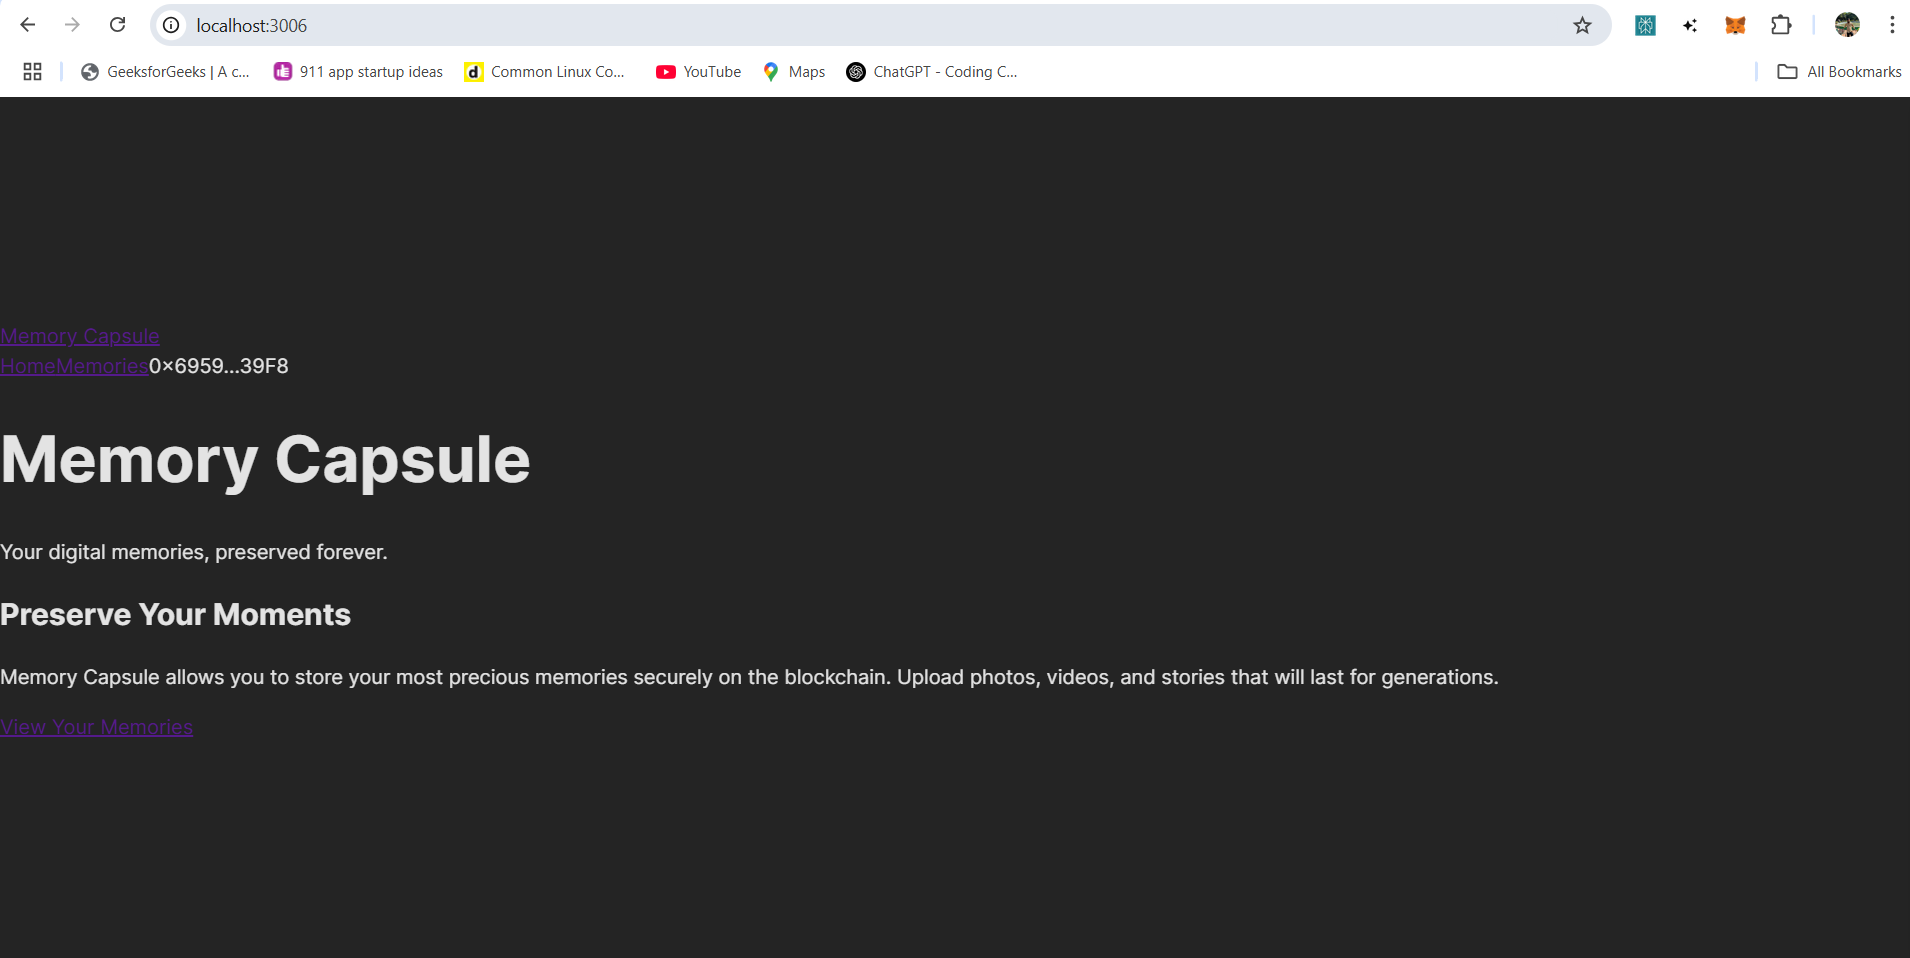 localhost:3006
GeeksforGeeks | A c... 911 app startup ideas Common Linux Co... YouTube Maps ChatGPT - Coding C... All Bookmarks
Memory Capsule
HomeMemories0x6959...39F8
Memory Capsule
Your digital memories, preserved forever.
Preserve Your Moments
Memory Capsule allows you to store your most precious memories securely on the blockchain. Upload photos, videos, and stories that will last for generations.
View Your Memories